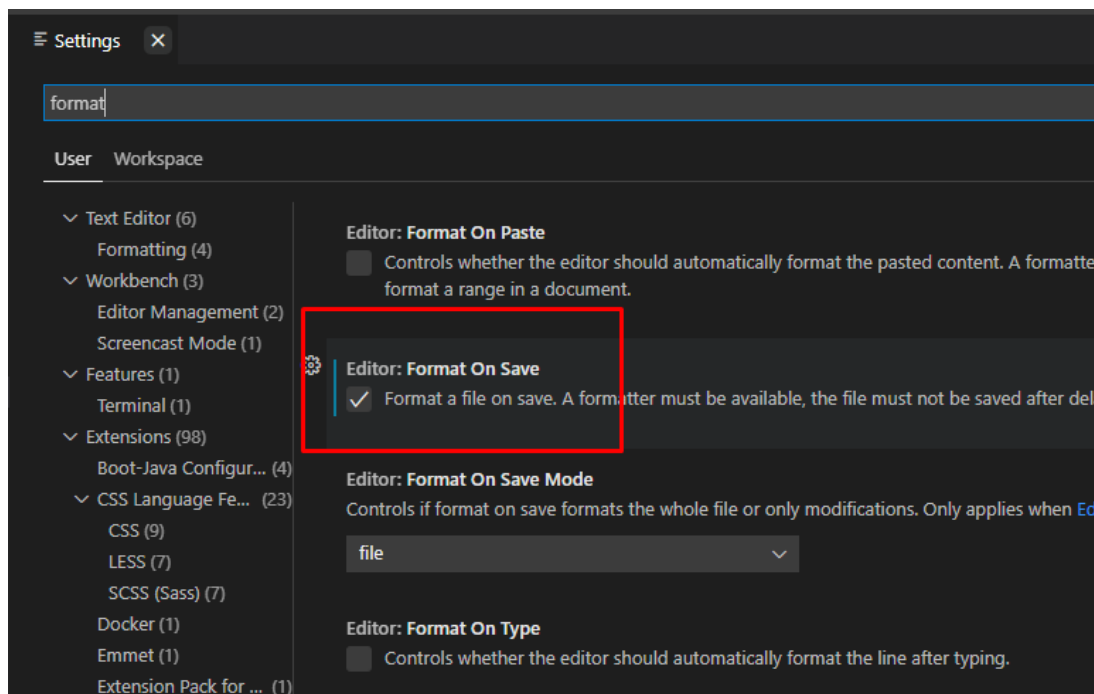 Settings
format
User Workspace
Text Editor (6)
Formatting (4)
Workbench (3)
Editor Management (2)
Screencast Mode (1)
Features (1)
Terminal (1)
Extensions (98)
Boot-Java Configur... (4)
CSS Language Fe... (23)
CSS (9)
LESS (7)
SCSS (Sass) (7)
Docker (1)
Emmet (1)
Extension Pack for ... (1)
Editor: Format On Paste
Controls whether the editor should automatically format the pasted content. A formatte
format a range in a document.
Editor: Format On Save
Format a file on save. A formatter must be available, the file must not be saved after del
Editor: Format On Save Mode
Controls if format on save formats the whole file or only modifications. Only applies when Ed
file
Editor: Format On Type
Controls whether the editor should automatically format the line after typing.